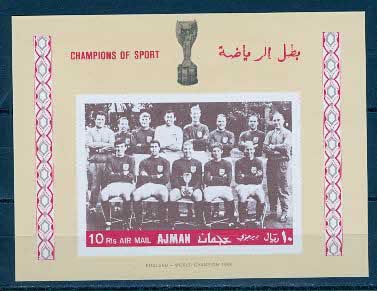 CHAMPIONS OF SPORT بطل الرياضة
10 Rls AIR MAIL AJMAN عجمان بريد جوي ١٠ ريال
ENGLAND - WORLD CHAMPION 1966